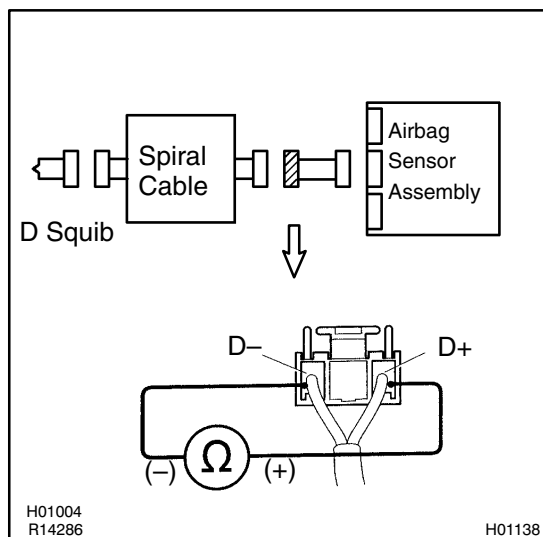 Spiral
Cable
Airbag
Sensor
Assembly
D Squib
D−
D+
(−)
Ω
(+)
H01004
R14286
H01138